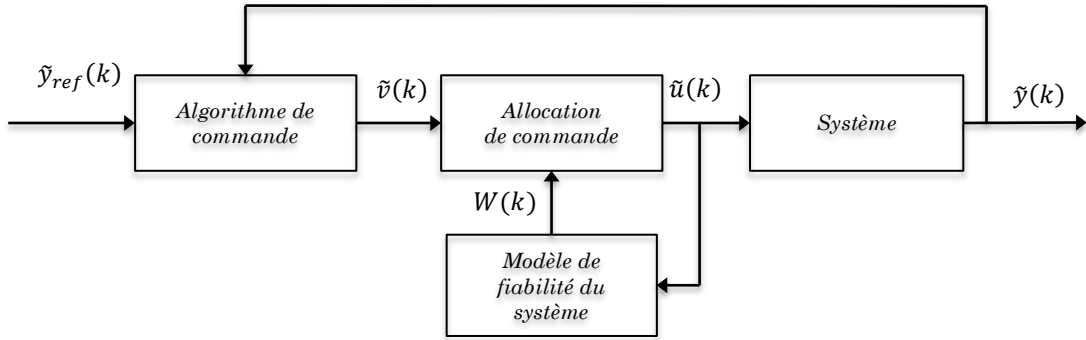 ỹ_ref(k)
Algorithme de
commande
ṽ(k)
Allocation
de commande
ũ(k)
Système
ỹ(k)
W(k)
Modèle de
fiabilité du
système